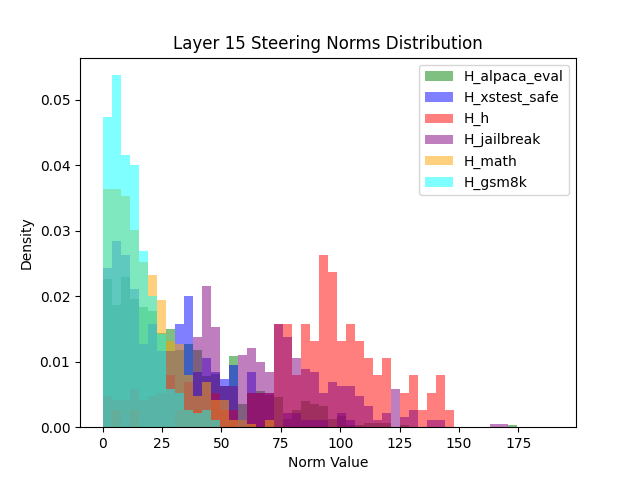 Layer 15 Steering Norms Distribution
H_alpaca_eval
H_xstest_safe
H_h
H_jailbreak
H_math
H_gsm8k
Density
0.05
0.04
0.03
0.02
0.01
0.00
0 25 50 75 100 125 150 175
Norm Value